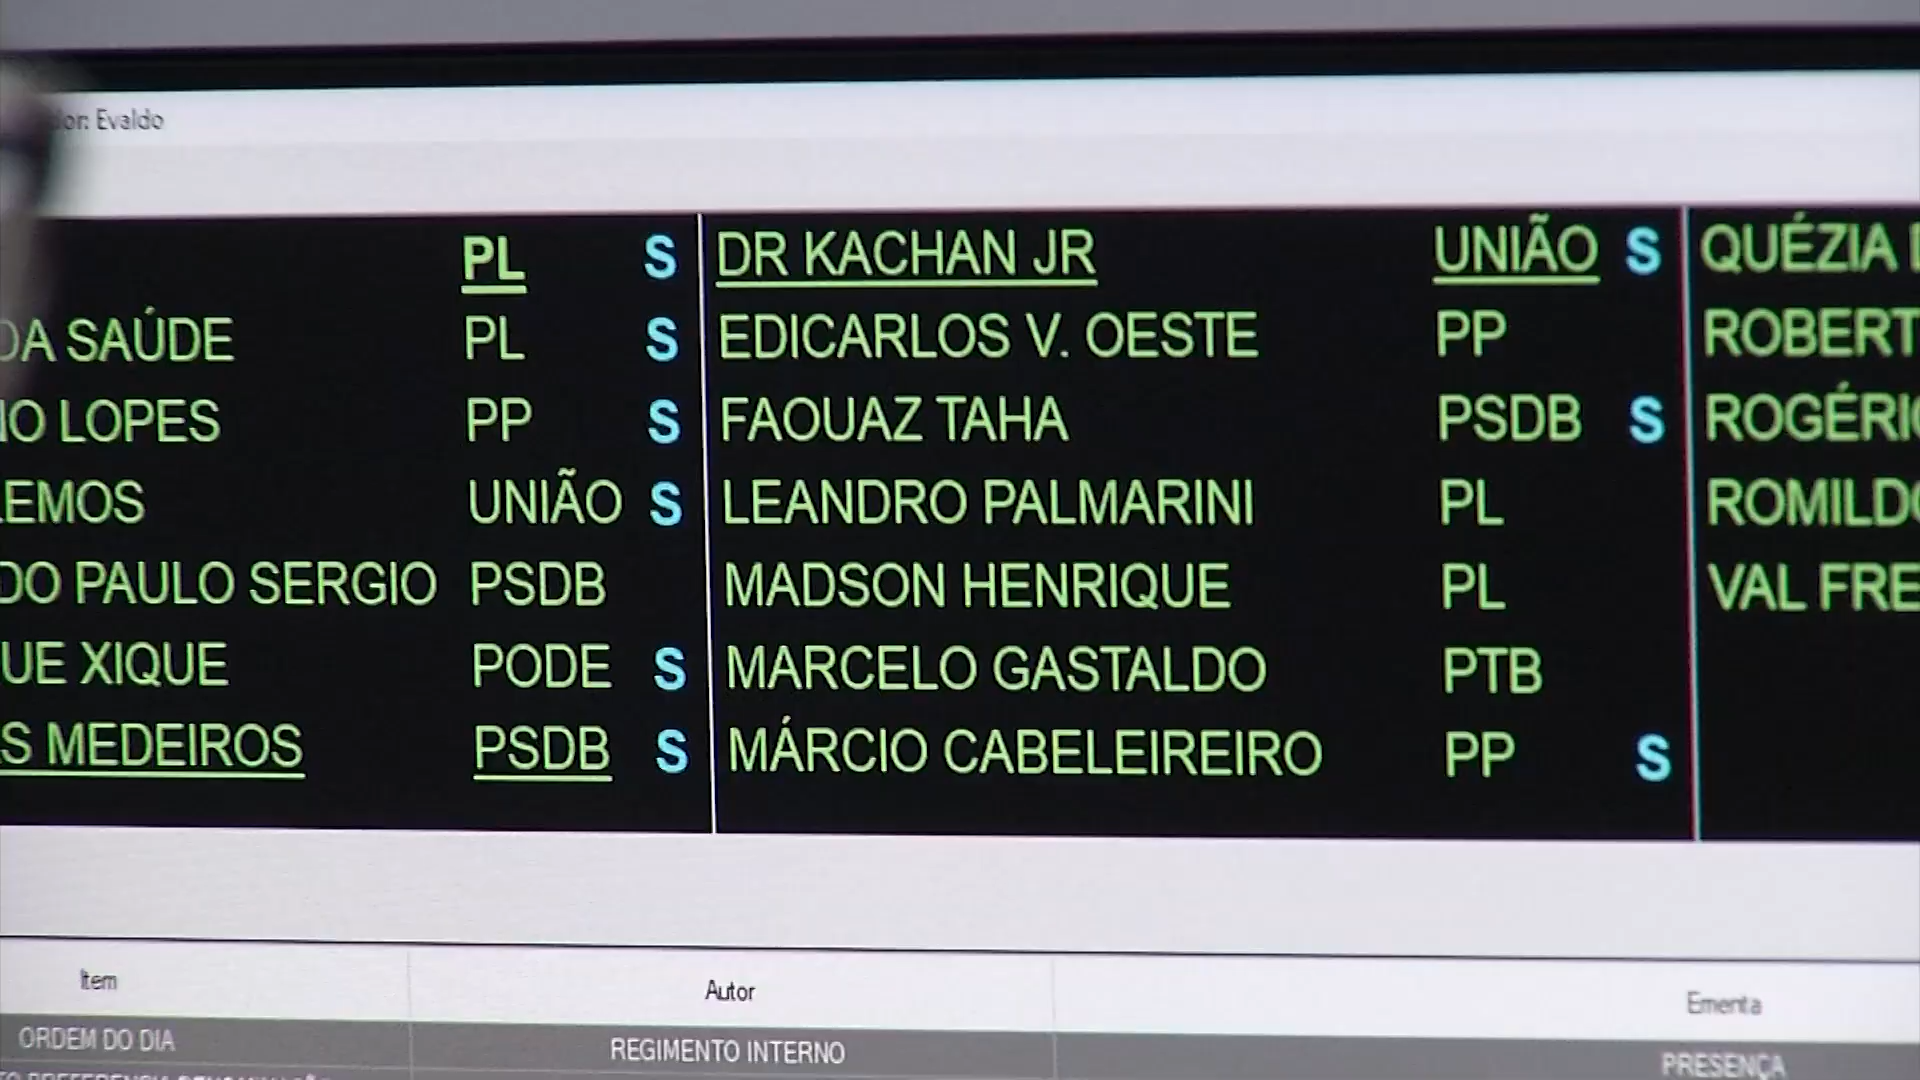 Evaldo
PL S
DA SAÚDE PL S
LOPES PP S
LEMOS UNIÃO S
DO PAULO SERGIO PSDB
UE XIQUE PODE S
S MEDEIROS PSDB S
DR KACHAN JR UNIÃO S
EDICARLOS V. OESTE PP
FAOUAZ TAHA PSDB S
LEANDRO PALMARINI PL
MADSON HENRIQUE PL
MARCELO GASTALDO PTB
MÁRCIO CABELEIREIRO PP S
QUÉZIA
ROBERT
ROGÉRI
ROMILD
VAL FRE
Item Autor Ementa
ORDEM DO DIA REGIMENTO INTERNO PRESENÇA